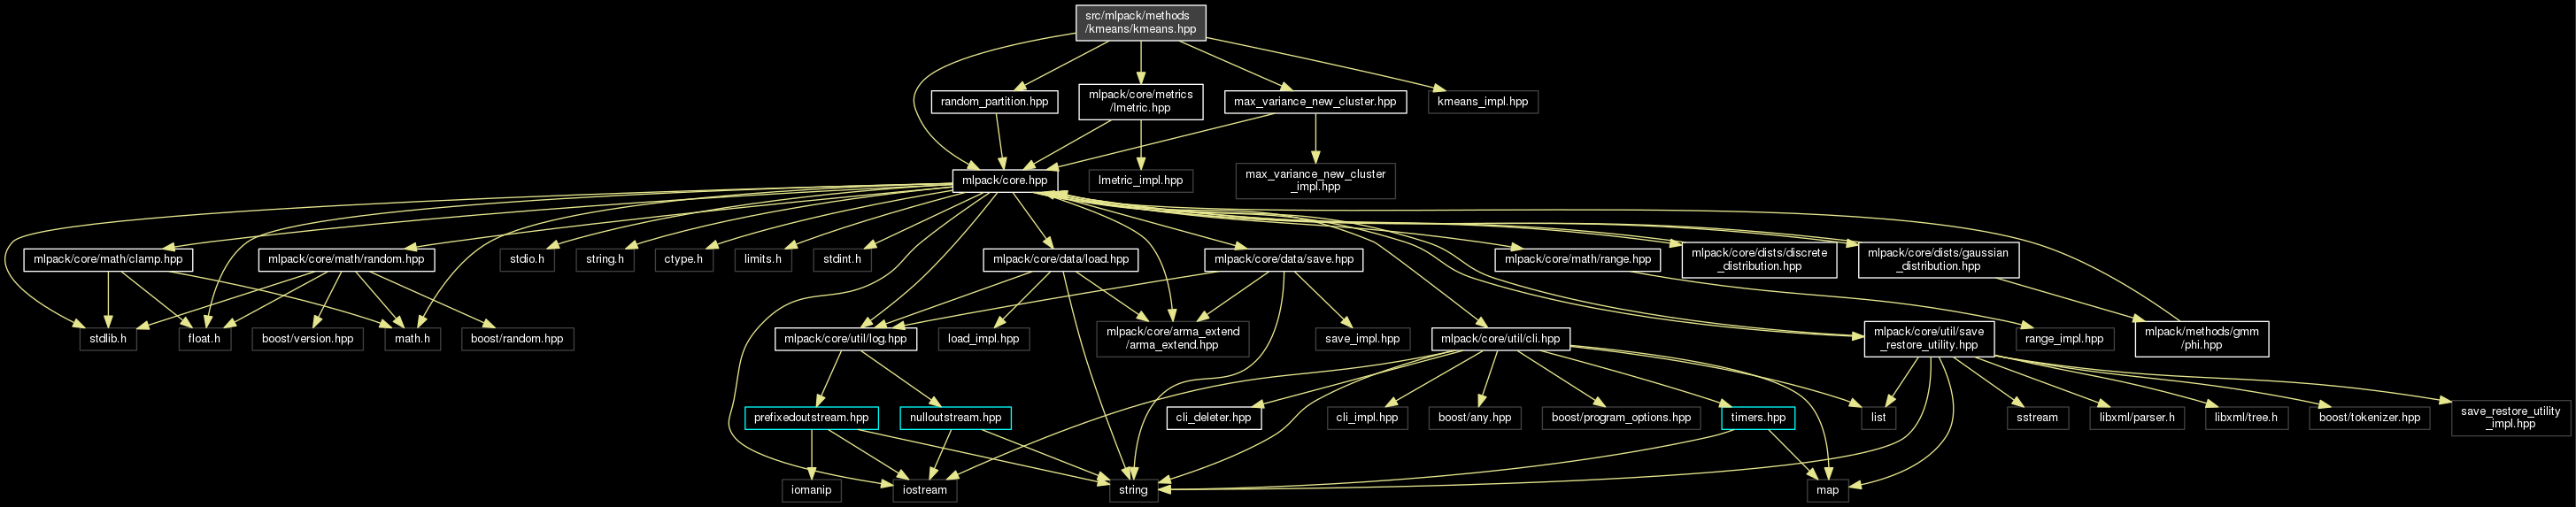 src/mlpack/methods
/kmeans/kmeans.hpp
random_partition.hpp
mlpack/core/metrics
/lmetric.hpp
max_variance_new_cluster.hpp
kmeans_impl.hpp
mlpack/core.hpp
lmetric_impl.hpp
max_variance_new_cluster
_impl.hpp
mlpack/core/math/clamp.hpp
mlpack/core/math/random.hpp
stdio.h
string.h
ctype.h
limits.h
stdint.h
mlpack/core/data/load.hpp
mlpack/core/data/save.hpp
mlpack/core/math/range.hpp
mlpack/core/dists/discrete
_distribution.hpp
mlpack/core/dists/gaussian
_distribution.hpp
stdlib.h
float.h
boost/version.hpp
math.h
boost/random.hpp
mlpack/core/util/log.hpp
load_impl.hpp
mlpack/core/arma_extend
/arma_extend.hpp
save_impl.hpp
mlpack/core/util/cli.hpp
mlpack/core/util/save
_restore_utility.hpp
range_impl.hpp
mlpack/methods/gmm
/phi.hpp
prefixedoutstream.hpp
nulloutstream.hpp
cli_deleter.hpp
cli_impl.hpp
boost/any.hpp
boost/program_options.hpp
timers.hpp
list
sstream
libxml/parser.h
libxml/tree.h
boost/tokenizer.hpp
save_restore_utility
_impl.hpp
iomanip
iostream
string
map